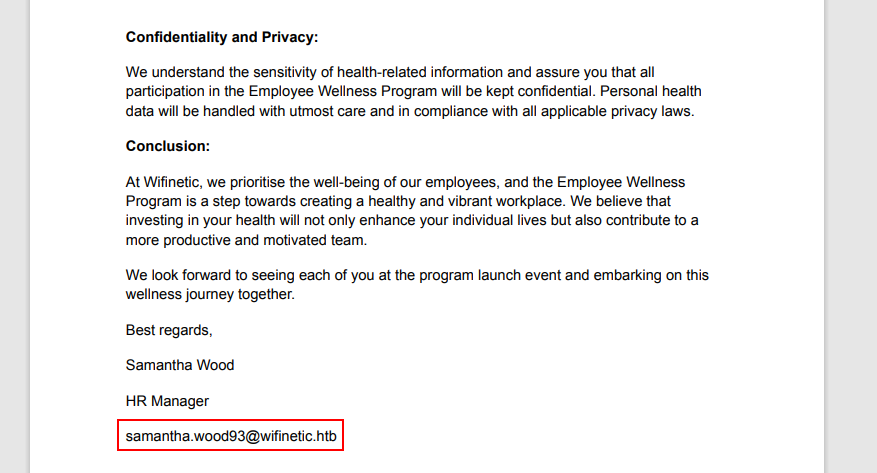 Confidentiality and Privacy:
We understand the sensitivity of health-related information and assure you that all
participation in the Employee Wellness Program will be kept confidential. Personal health
data will be handled with utmost care and in compliance with all applicable privacy laws.
Conclusion:
At Wifinetic, we prioritise the well-being of our employees, and the Employee Wellness
Program is a step towards creating a healthy and vibrant workplace. We believe that
investing in your health will not only enhance your individual lives but also contribute to a
more productive and motivated team.
We look forward to seeing each of you at the program launch event and embarking on this
wellness journey together.
Best regards,
Samantha Wood
HR Manager
samantha.wood93@wifinetic.htb